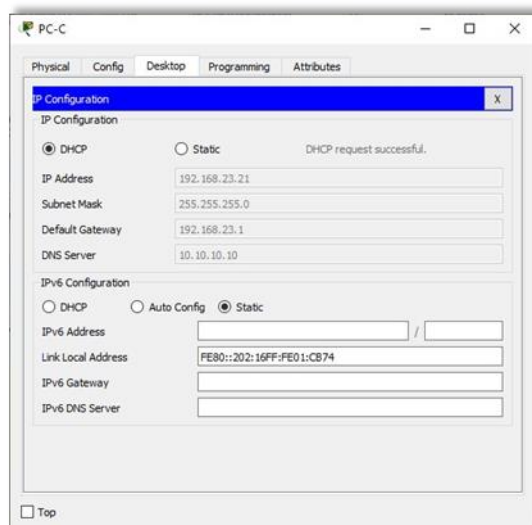 PC-C
Physical Config Desktop Programming Attributes
IP Configuration X
IP Configuration
DHCP Static DHCP request successful.
IP Address 192.168.23.21
Subnet Mask 255.255.255.0
Default Gateway 192.168.23.1
DNS Server 10.10.10.10
IPv6 Configuration
DHCP Auto Config Static
IPv6 Address /
Link Local Address FE80::202:16FF:FE01:CB74
IPv6 Gateway
IPv6 DNS Server
Top